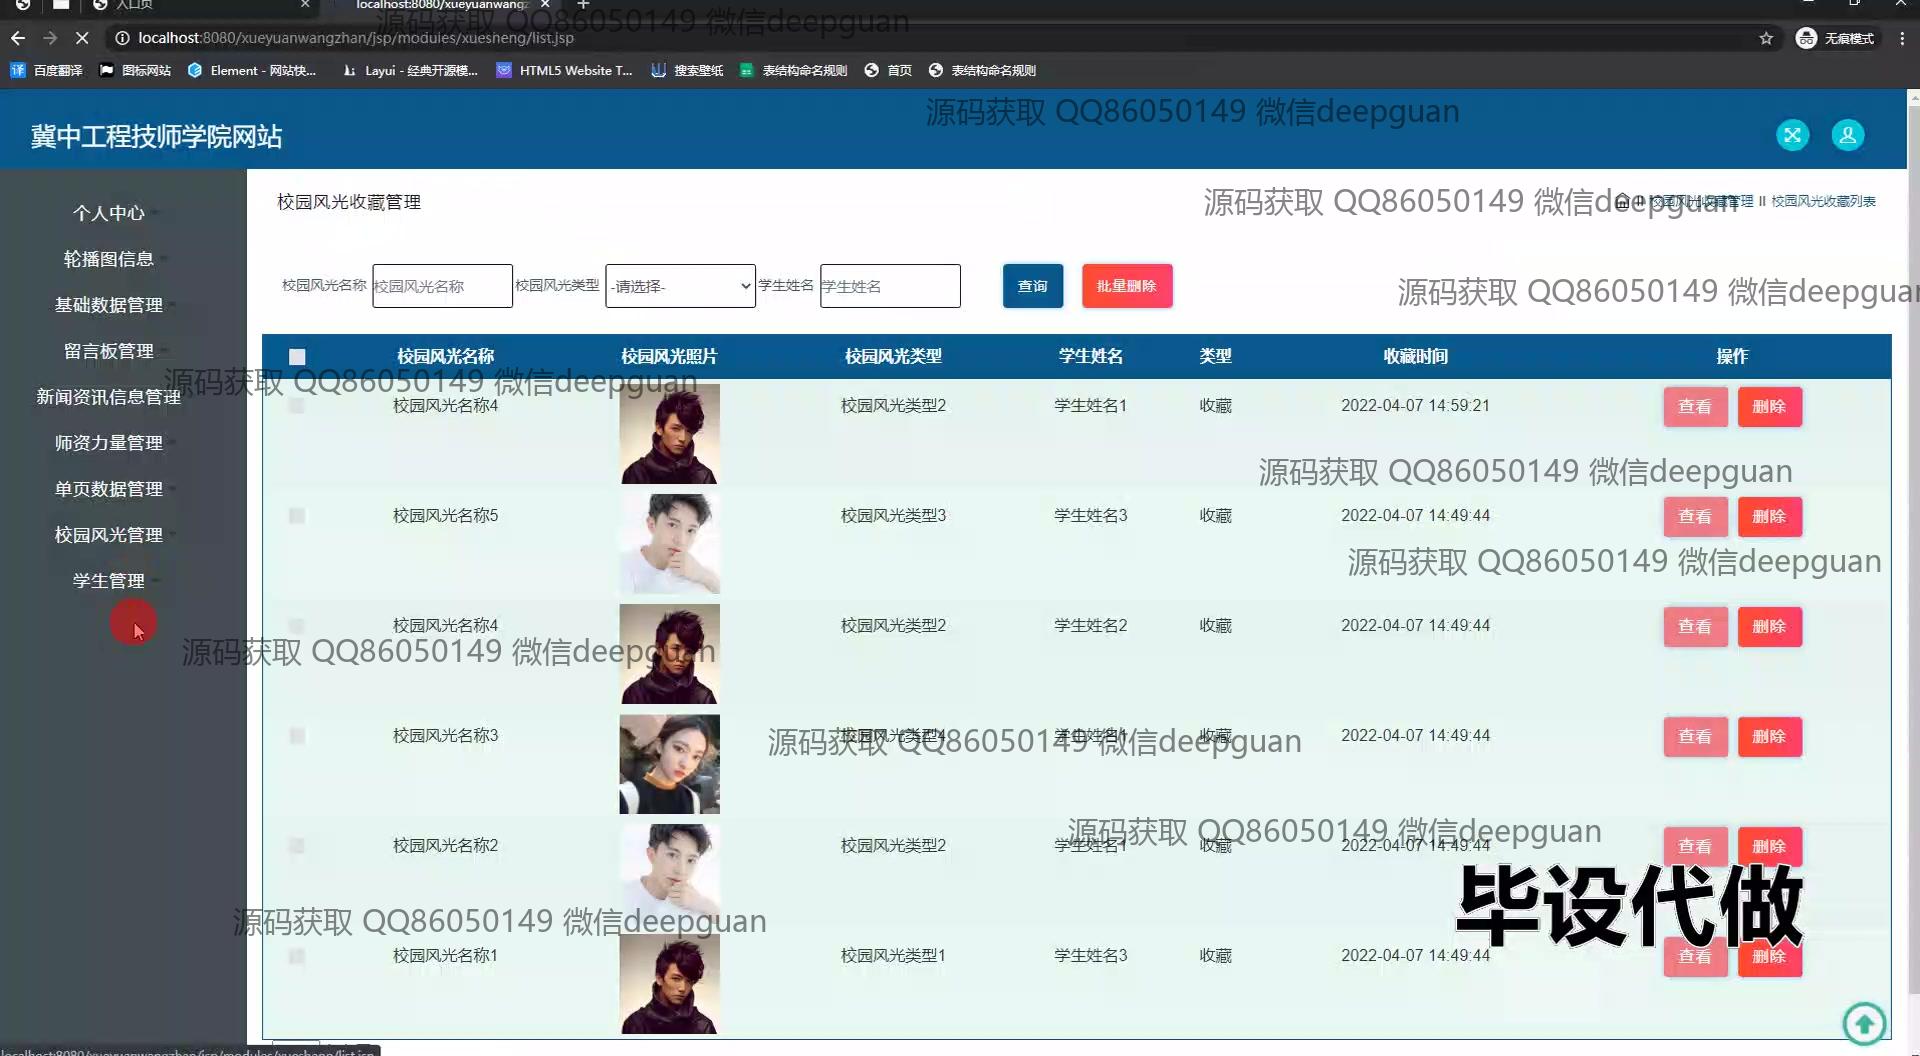 入口页
localhost:8080/xueyuanwangz
源码获取 QQ86050149 微信deepguan
localhost:8080/xueyuanwangzhan/jsp/modules/xuesheng/list.jsp
无痕模式
百度翻译
图标网站
Element - 网站快...
Layui - 经典开源模...
HTML5 Website T...
搜索壁纸
表结构命名规则
首页
表结构命名规则
源码获取 QQ86050149 微信deepguan
冀中工程技师学院网站
个人中心
轮播图信息
基础数据管理
留言板管理
新闻资讯信息管理
师资力量管理
单页数据管理
校园风光管理
学生管理
校园风光收藏管理
源码获取 QQ86050149 微信deepguan
校园风光收藏管理 // 校园风光收藏列表
校园风光名称 校园风光名称 校园风光类型 -请选择- 学生姓名 学生姓名 查询 批量删除
源码获取 QQ86050149 微信deepguan
校园风光名称 校园风光照片 校园风光类型 学生姓名 类型 收藏时间 操作
源码获取 QQ86050149 微信deepguan
校园风光名称4 校园风光类型2 学生姓名1 收藏 2022-04-07 14:59:21 查看 删除
源码获取 QQ86050149 微信deepguan
校园风光名称5 校园风光类型3 学生姓名3 收藏 2022-04-07 14:49:44 查看 删除
源码获取 QQ86050149 微信deepguan
校园风光名称4 校园风光类型2 学生姓名2 收藏 2022-04-07 14:49:44 查看 删除
源码获取 QQ86050149 微信deepguan
校园风光名称3 校园风光类型4 学生姓名1 收藏 2022-04-07 14:49:44 查看 删除
源码获取 QQ86050149 微信deepguan
源码获取 QQ86050149 微信deepguan
校园风光名称2 校园风光类型2 学生姓名1 收藏 2022-04-07 14:49:44 查看 删除
毕设代做
源码获取 QQ86050149 微信deepguan
校园风光名称1 校园风光类型1 学生姓名3 收藏 2022-04-07 14:49:44 查看 删除
localhost:8080/xueyuanwangzhan/jsp/modules/xuesheng/list.jsp